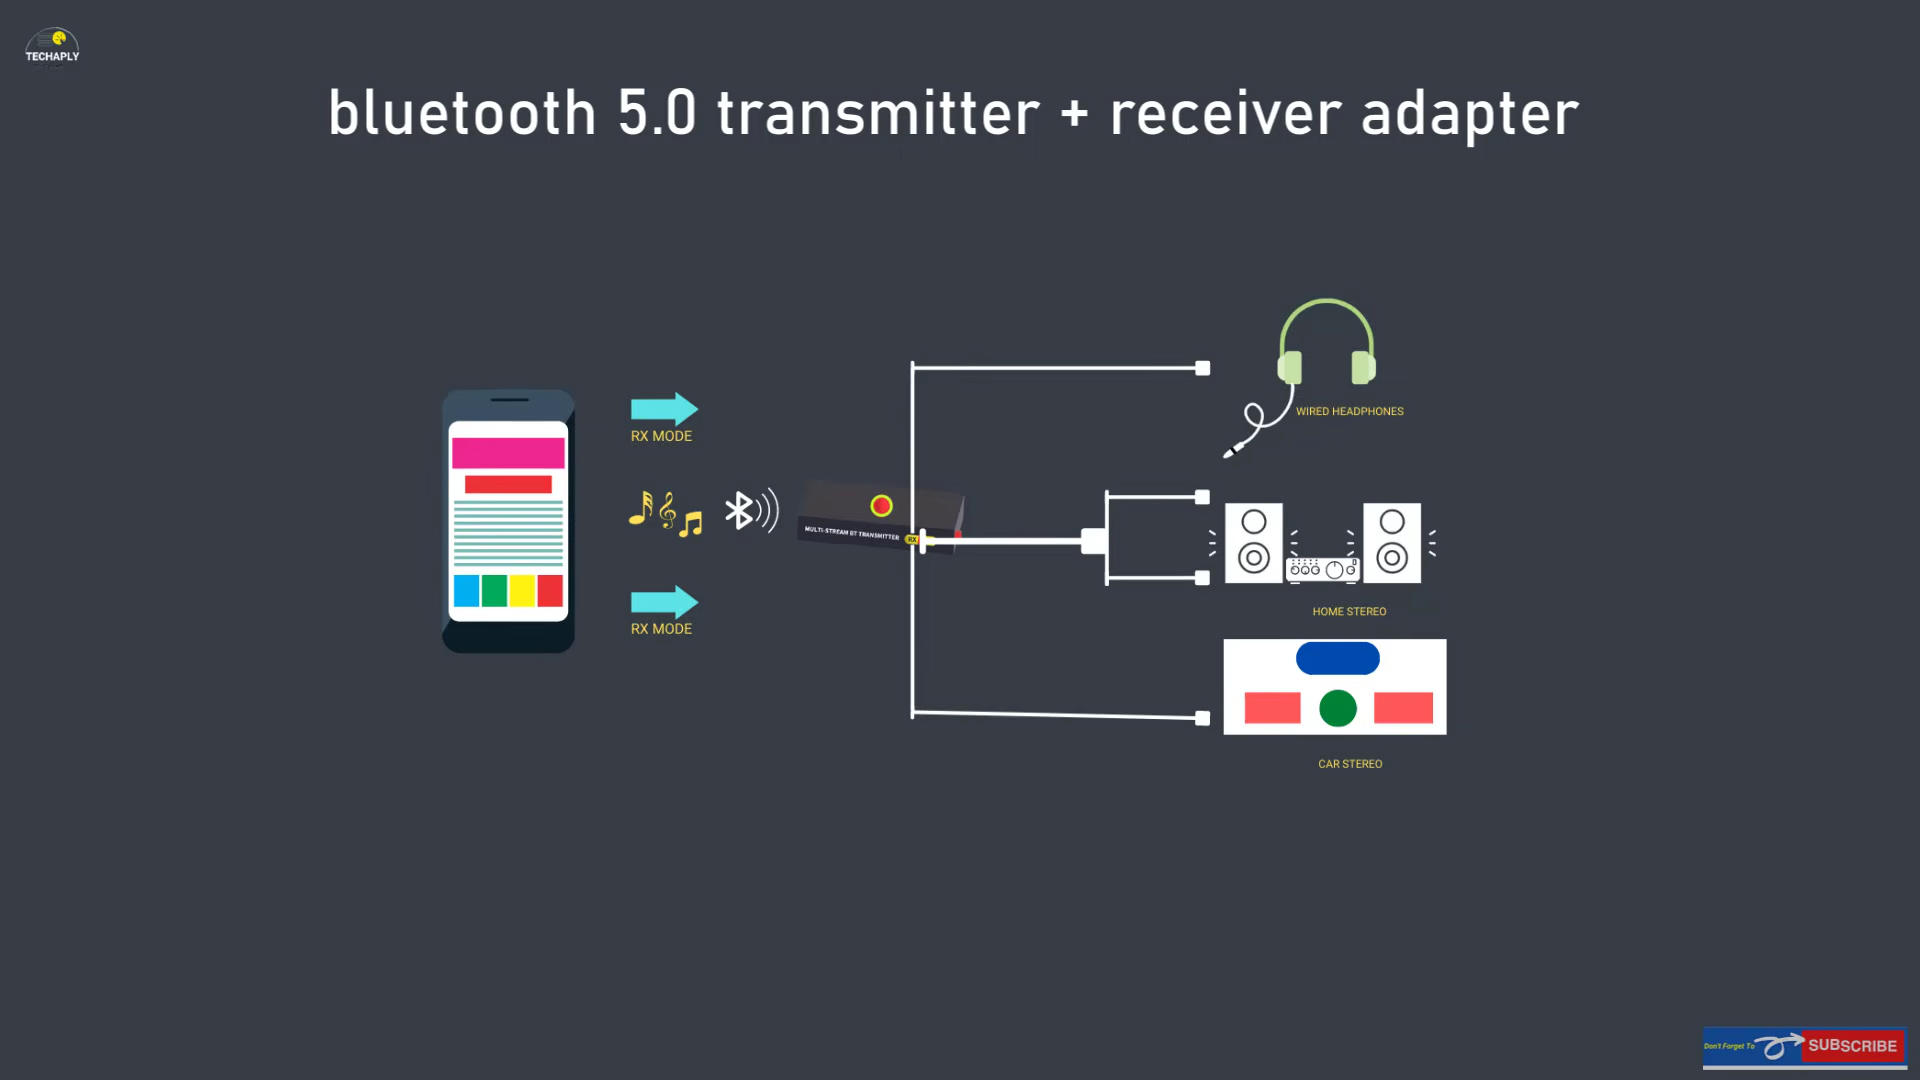 TECHAPLY
bluetooth 5.0 transmitter + receiver adapter
RX MODE
WIRED HEADPHONES
MULTI-STREAM BT TRANSMITTER
RX
HOME STEREO
RX MODE
CAR STEREO
Don't Forget To
SUBSCRIBE